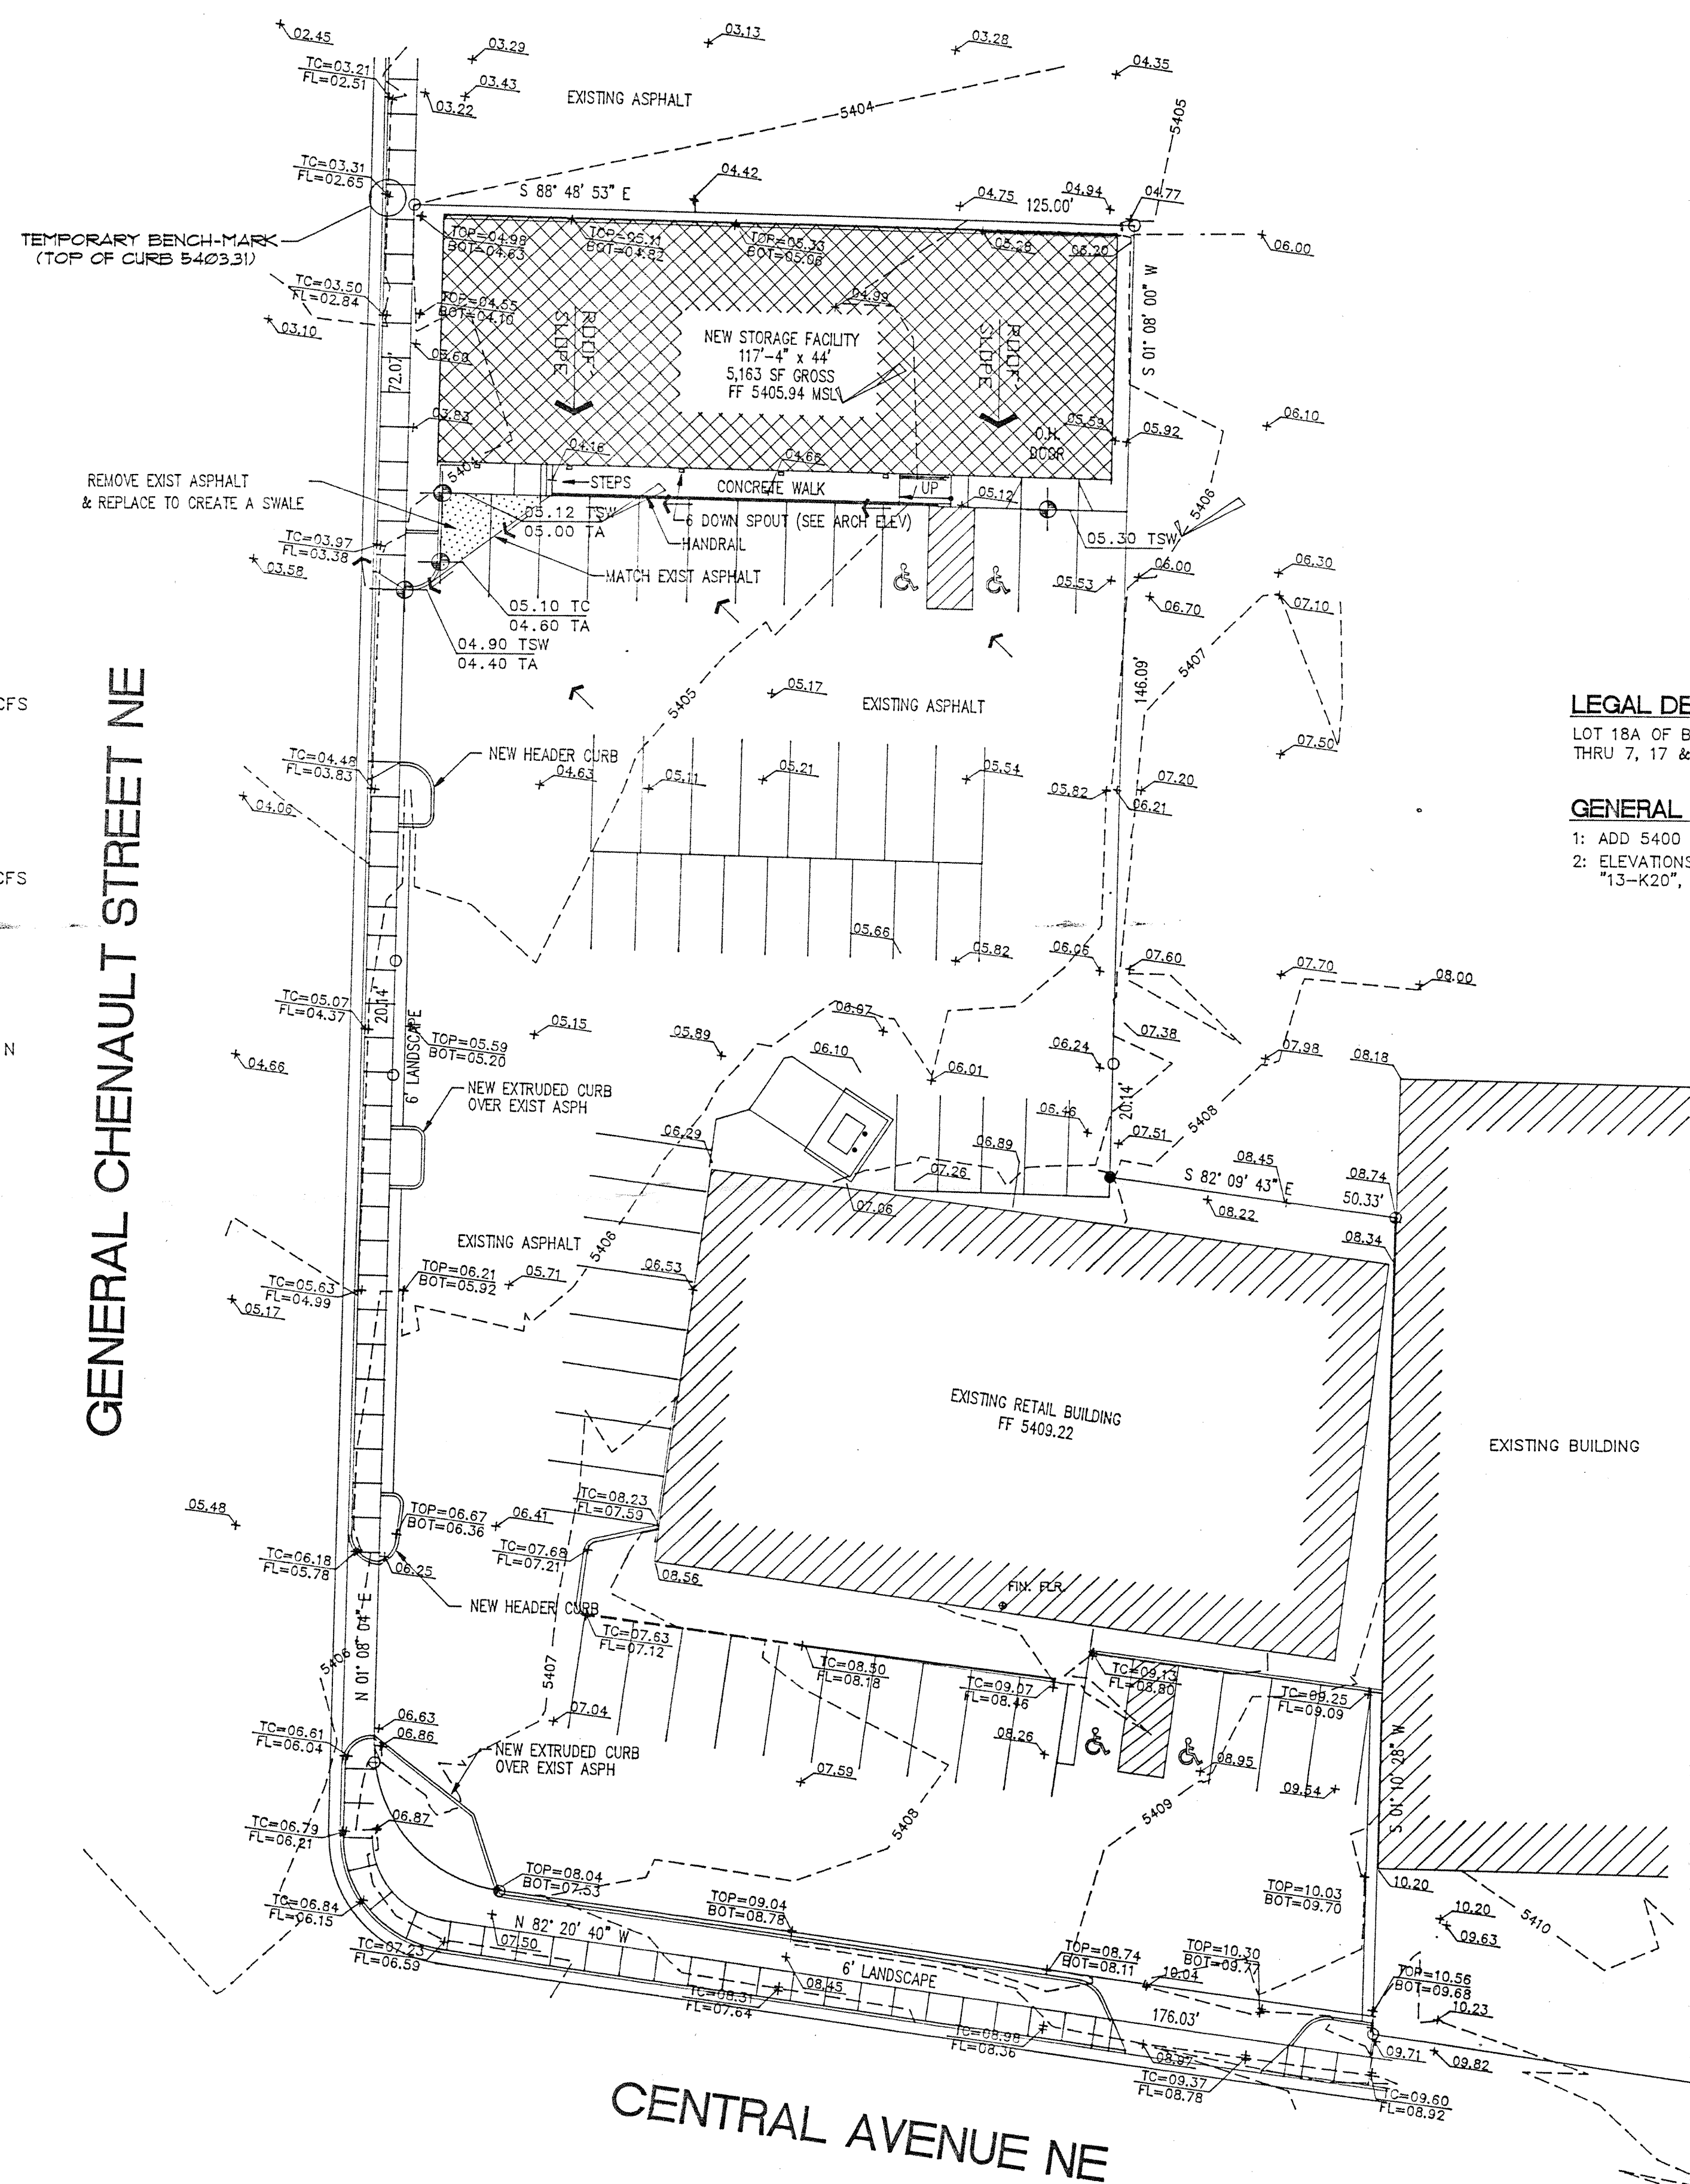 02.45
03.29
03.13
03.28
04.35
TC=03.21
FL=02.51
03.43
03.22
EXISTING ASPHALT
5404
5405
TC=03.31
FL=02.65
S 88° 48' 53" E
04.42
04.75
04.94
04.77
125.00'
TEMPORARY BENCH-MARK
(TOP OF CURB 5403.31)
TOP=04.98
BOT=04.63
TOP=05.11
BOT=04.82
TOP=05.33
BOT=05.06
05.26
06.20
06.00
TC=03.50
FL=02.84
TOP=04.55
BOT=04.10
04.99
S 01° 08' 00" W
03.10
03.60
72.07'
ROOF
SLOPE
NEW STORAGE FACILITY
117'-4" x 44'
5,163 SF GROSS
FF 5405.94 MSL
ROOF
SLOPE
03.83
05.59
05.92
06.10
O.H.
DOOR
04.16
04.66
5404
REMOVE EXIST ASPHALT
& REPLACE TO CREATE A SWALE
STEPS
CONCRETE WALK
UP
05.12
5406
05.12 TSW
05.00 TA
6 DOWN SPOUT (SEE ARCH ELEV)
HANDRAIL
05.30 TSW
TC=03.97
FL=03.38
03.58
MATCH EXIST ASPHALT
05.53
06.00
06.30
06.70
07.10
05.10 TC
04.60 TA
04.90 TSW
04.40 TA
5407
146.09'
05.17
5405
EXISTING ASPHALT
CFS
LEGAL DE
LOT 18A OF B
THRU 7, 17 &
GENERAL CHENAULT STREET NE
NEW HEADER CURB
TC=04.48
FL=03.83
04.63
05.11
05.21
05.54
05.82
06.21
07.20
07.50
04.06
GENERAL
1: ADD 5400
2: ELEVATIONS
"13-K20",
CFS
05.66
05.82
06.06
07.60
07.70
08.00
TC=05.07
FL=04.37
20.14'
6' LANDSCAPE
TOP=05.59
BOT=05.20
05.15
05.89
06.10
06.01
06.24
07.38
07.98
08.18
N
04.66
NEW EXTRUDED CURB
OVER EXIST ASPH
06.29
06.46
20.14'
07.51
5408
06.89
07.26
07.06
08.45
08.74
S 82° 09' 43" E
50.33'
08.22
08.34
EXISTING ASPHALT
5406
06.53
TC=05.63
FL=04.99
TOP=06.21
BOT=05.92
05.71
05.17
EXISTING RETAIL BUILDING
FF 5409.22
EXISTING BUILDING
05.48
TOP=06.67
BOT=06.36
06.41
TC=08.23
FL=07.59
TC=06.18
FL=05.78
06.25
TC=07.68
FL=07.21
08.56
NEW HEADER CURB
FIN. FLR.
N 01° 08' 04" E
5406
5407
TC=07.63
FL=07.12
TC=08.50
FL=08.18
TC=09.07
FL=08.46
TC=09.13
FL=08.80
TC=09.25
FL=09.09
06.63
06.86
TC=06.61
FL=06.04
07.04
NEW EXTRUDED CURB
OVER EXIST ASPH
07.59
08.26
08.95
09.54
S 01° 10' 28" W
TC=06.79
FL=06.21
06.87
5408
5409
TOP=08.04
BOT=07.53
TOP=09.04
BOT=08.78
TOP=10.03
BOT=09.70
10.20
10.20
09.63
5410
TC=06.84
FL=06.15
N 82° 20' 40" W
07.50
TC=07.23
FL=06.59
TOP=08.74
BOT=08.11
TOP=10.30
BOT=09.77
10.04
6' LANDSCAPE
08.45
TC=08.31
FL=07.64
TOP=10.56
BOT=09.68
10.23
176.03'
TC=08.98
FL=08.36
08.97
09.71
09.82
TC=09.37
FL=08.78
TC=09.60
FL=08.92
CENTRAL AVENUE NE